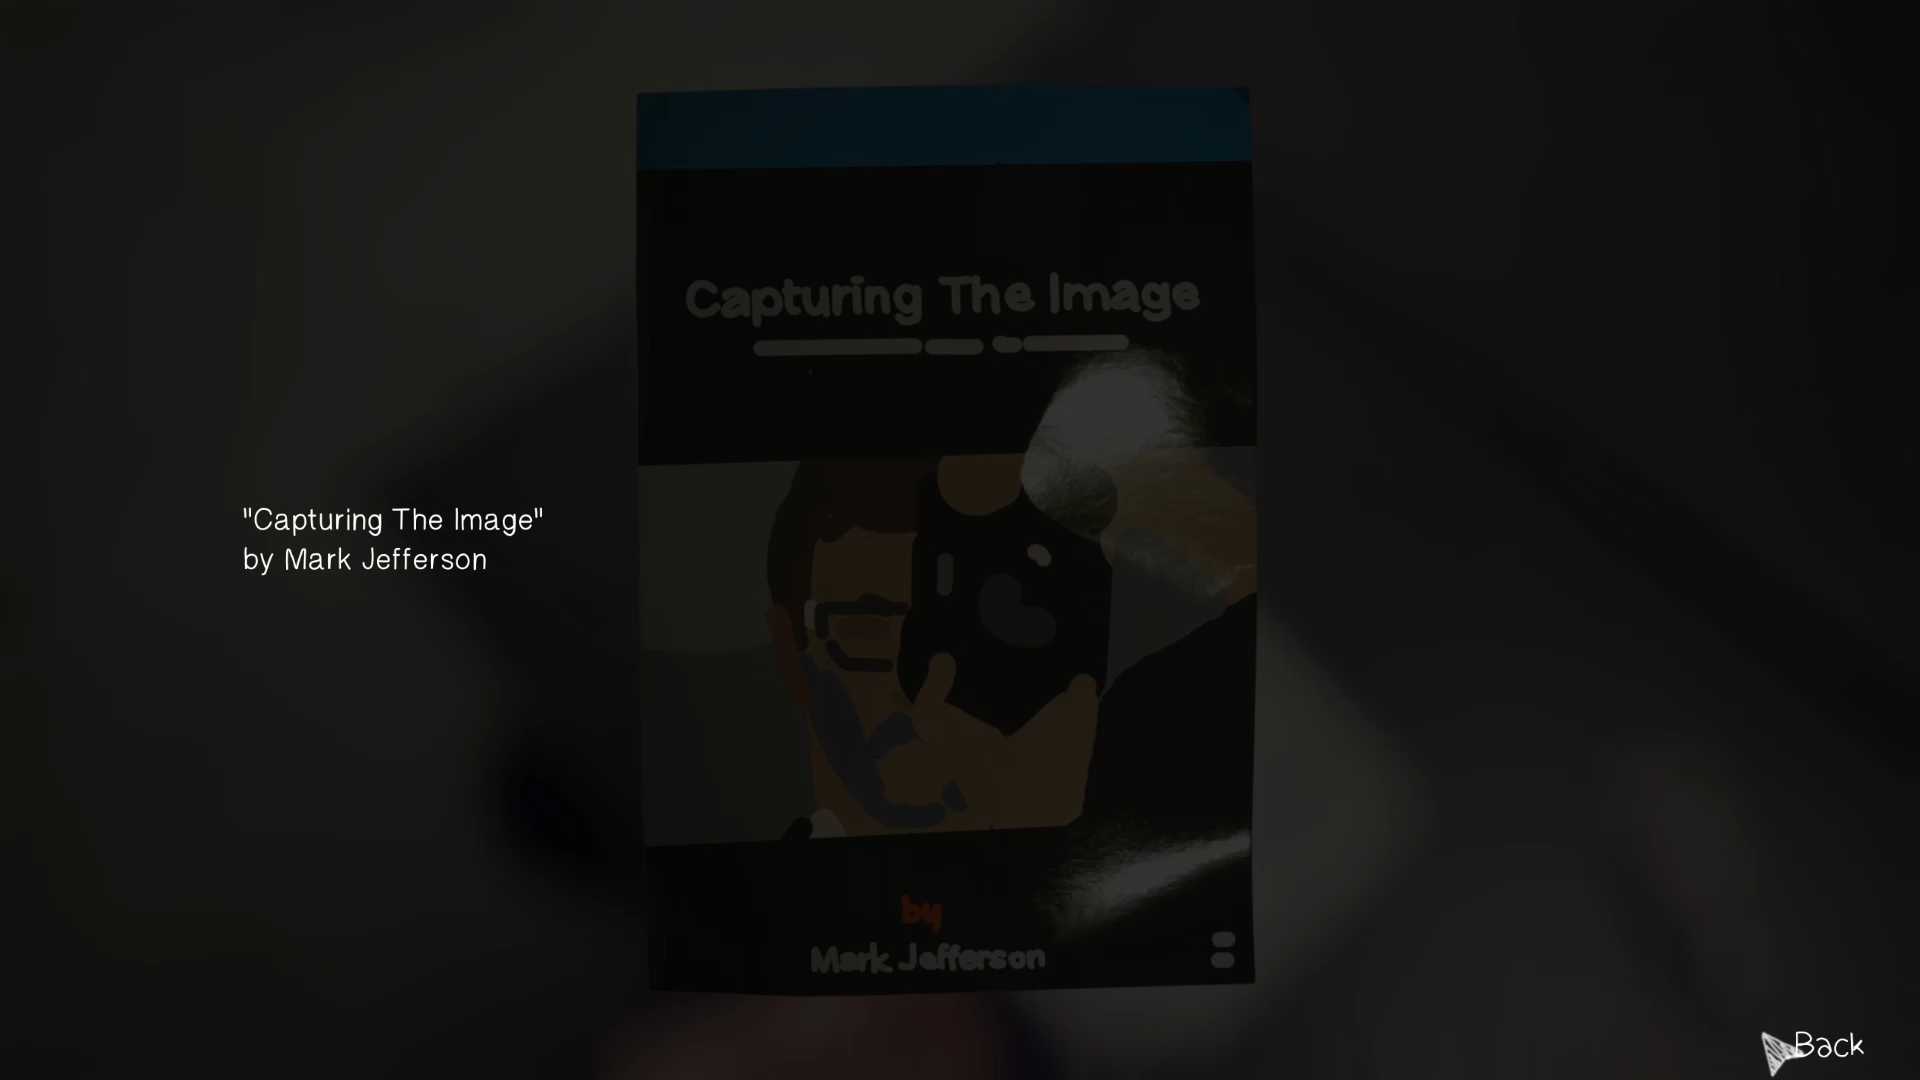 Capturing The Image
"Capturing The Image"
by Mark Jefferson
by
Mark Jefferson
Back